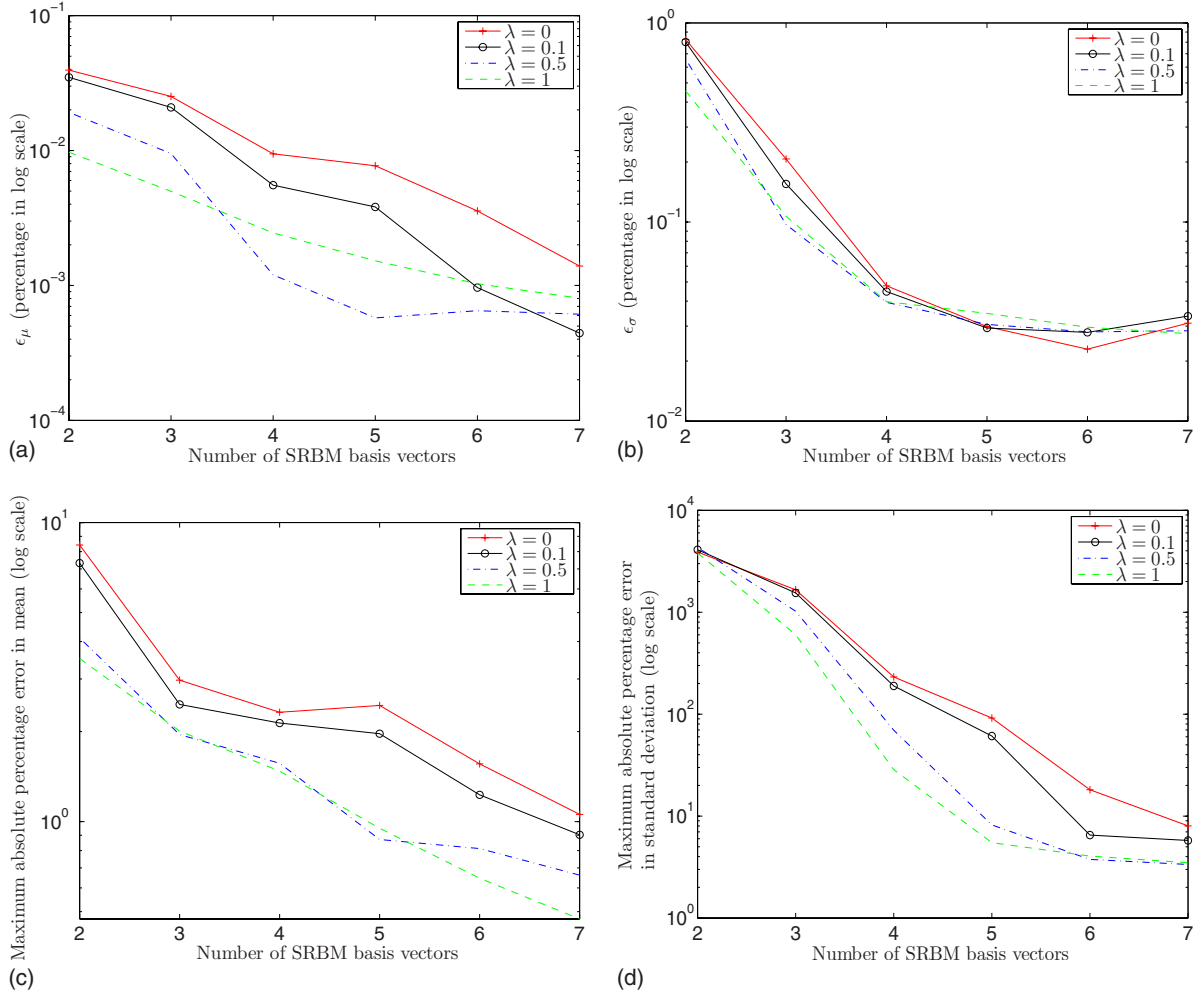 10^{-1}
10^{-2}
10^{-3}
10^{-4}
ϵ_μ (percentage in log scale)
λ = 0
λ = 0.1
λ = 0.5
λ = 1
2 3 4 5 6 7
Number of SRBM basis vectors
(a)
10^0
10^{-1}
10^{-2}
ϵ_σ (percentage in log scale)
λ = 0
λ = 0.1
λ = 0.5
λ = 1
2 3 4 5 6 7
Number of SRBM basis vectors
(b)
10^1
10^0
Maximum absolute percentage error in mean (log scale)
λ = 0
λ = 0.1
λ = 0.5
λ = 1
2 3 4 5 6 7
Number of SRBM basis vectors
(c)
10^4
10^3
10^2
10^1
10^0
Maximum absolute percentage error
in standard deviation (log scale)
λ = 0
λ = 0.1
λ = 0.5
λ = 1
2 3 4 5 6 7
Number of SRBM basis vectors
(d)